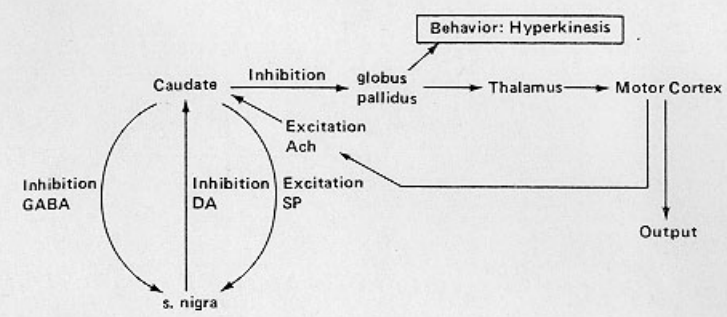 Behavior: Hyperkinesis
Inhibition
Caudate
globus
pallidus
Thalamus
Motor Cortex
Excitation
Ach
Inhibition
GABA
Inhibition
DA
Excitation
SP
Output
s. nigra